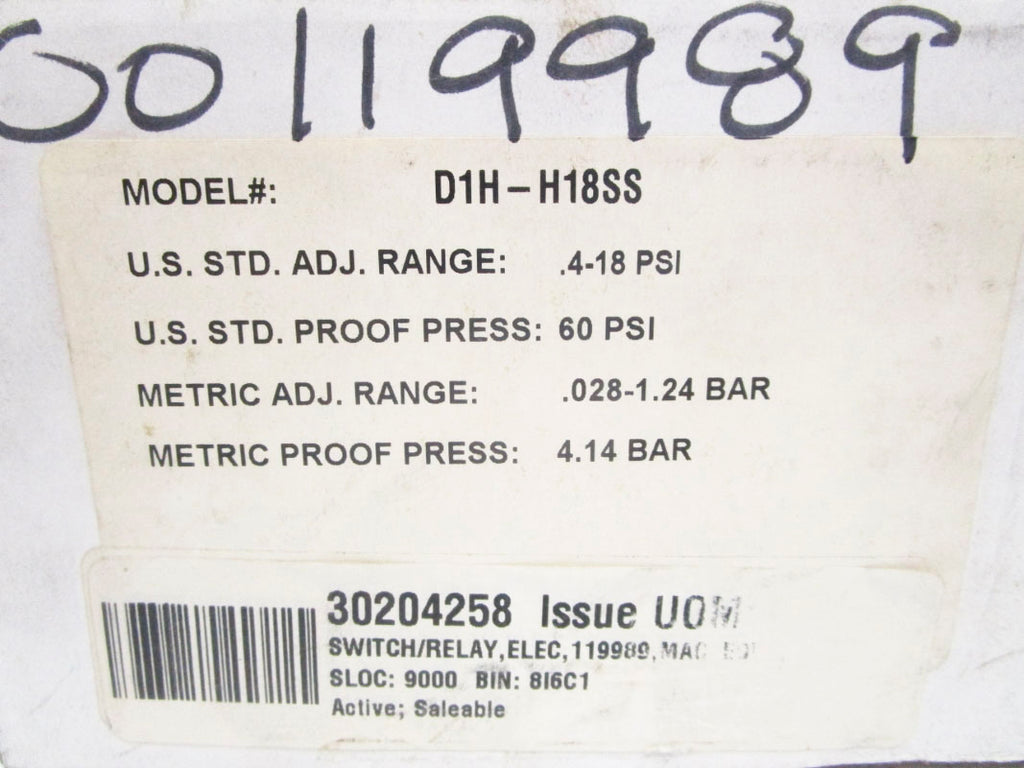 00119989
MODEL#: D1H-H18SS
U.S. STD. ADJ. RANGE: .4-18 PSI
U.S. STD. PROOF PRESS: 60 PSI
METRIC ADJ. RANGE: .028-1.24 BAR
METRIC PROOF PRESS: 4.14 BAR
30204258 Issue UOM
SWITCH/RELAY,ELEC,119989,MAC
SLOC: 9000 BIN: 8I6C1
Active; Saleable